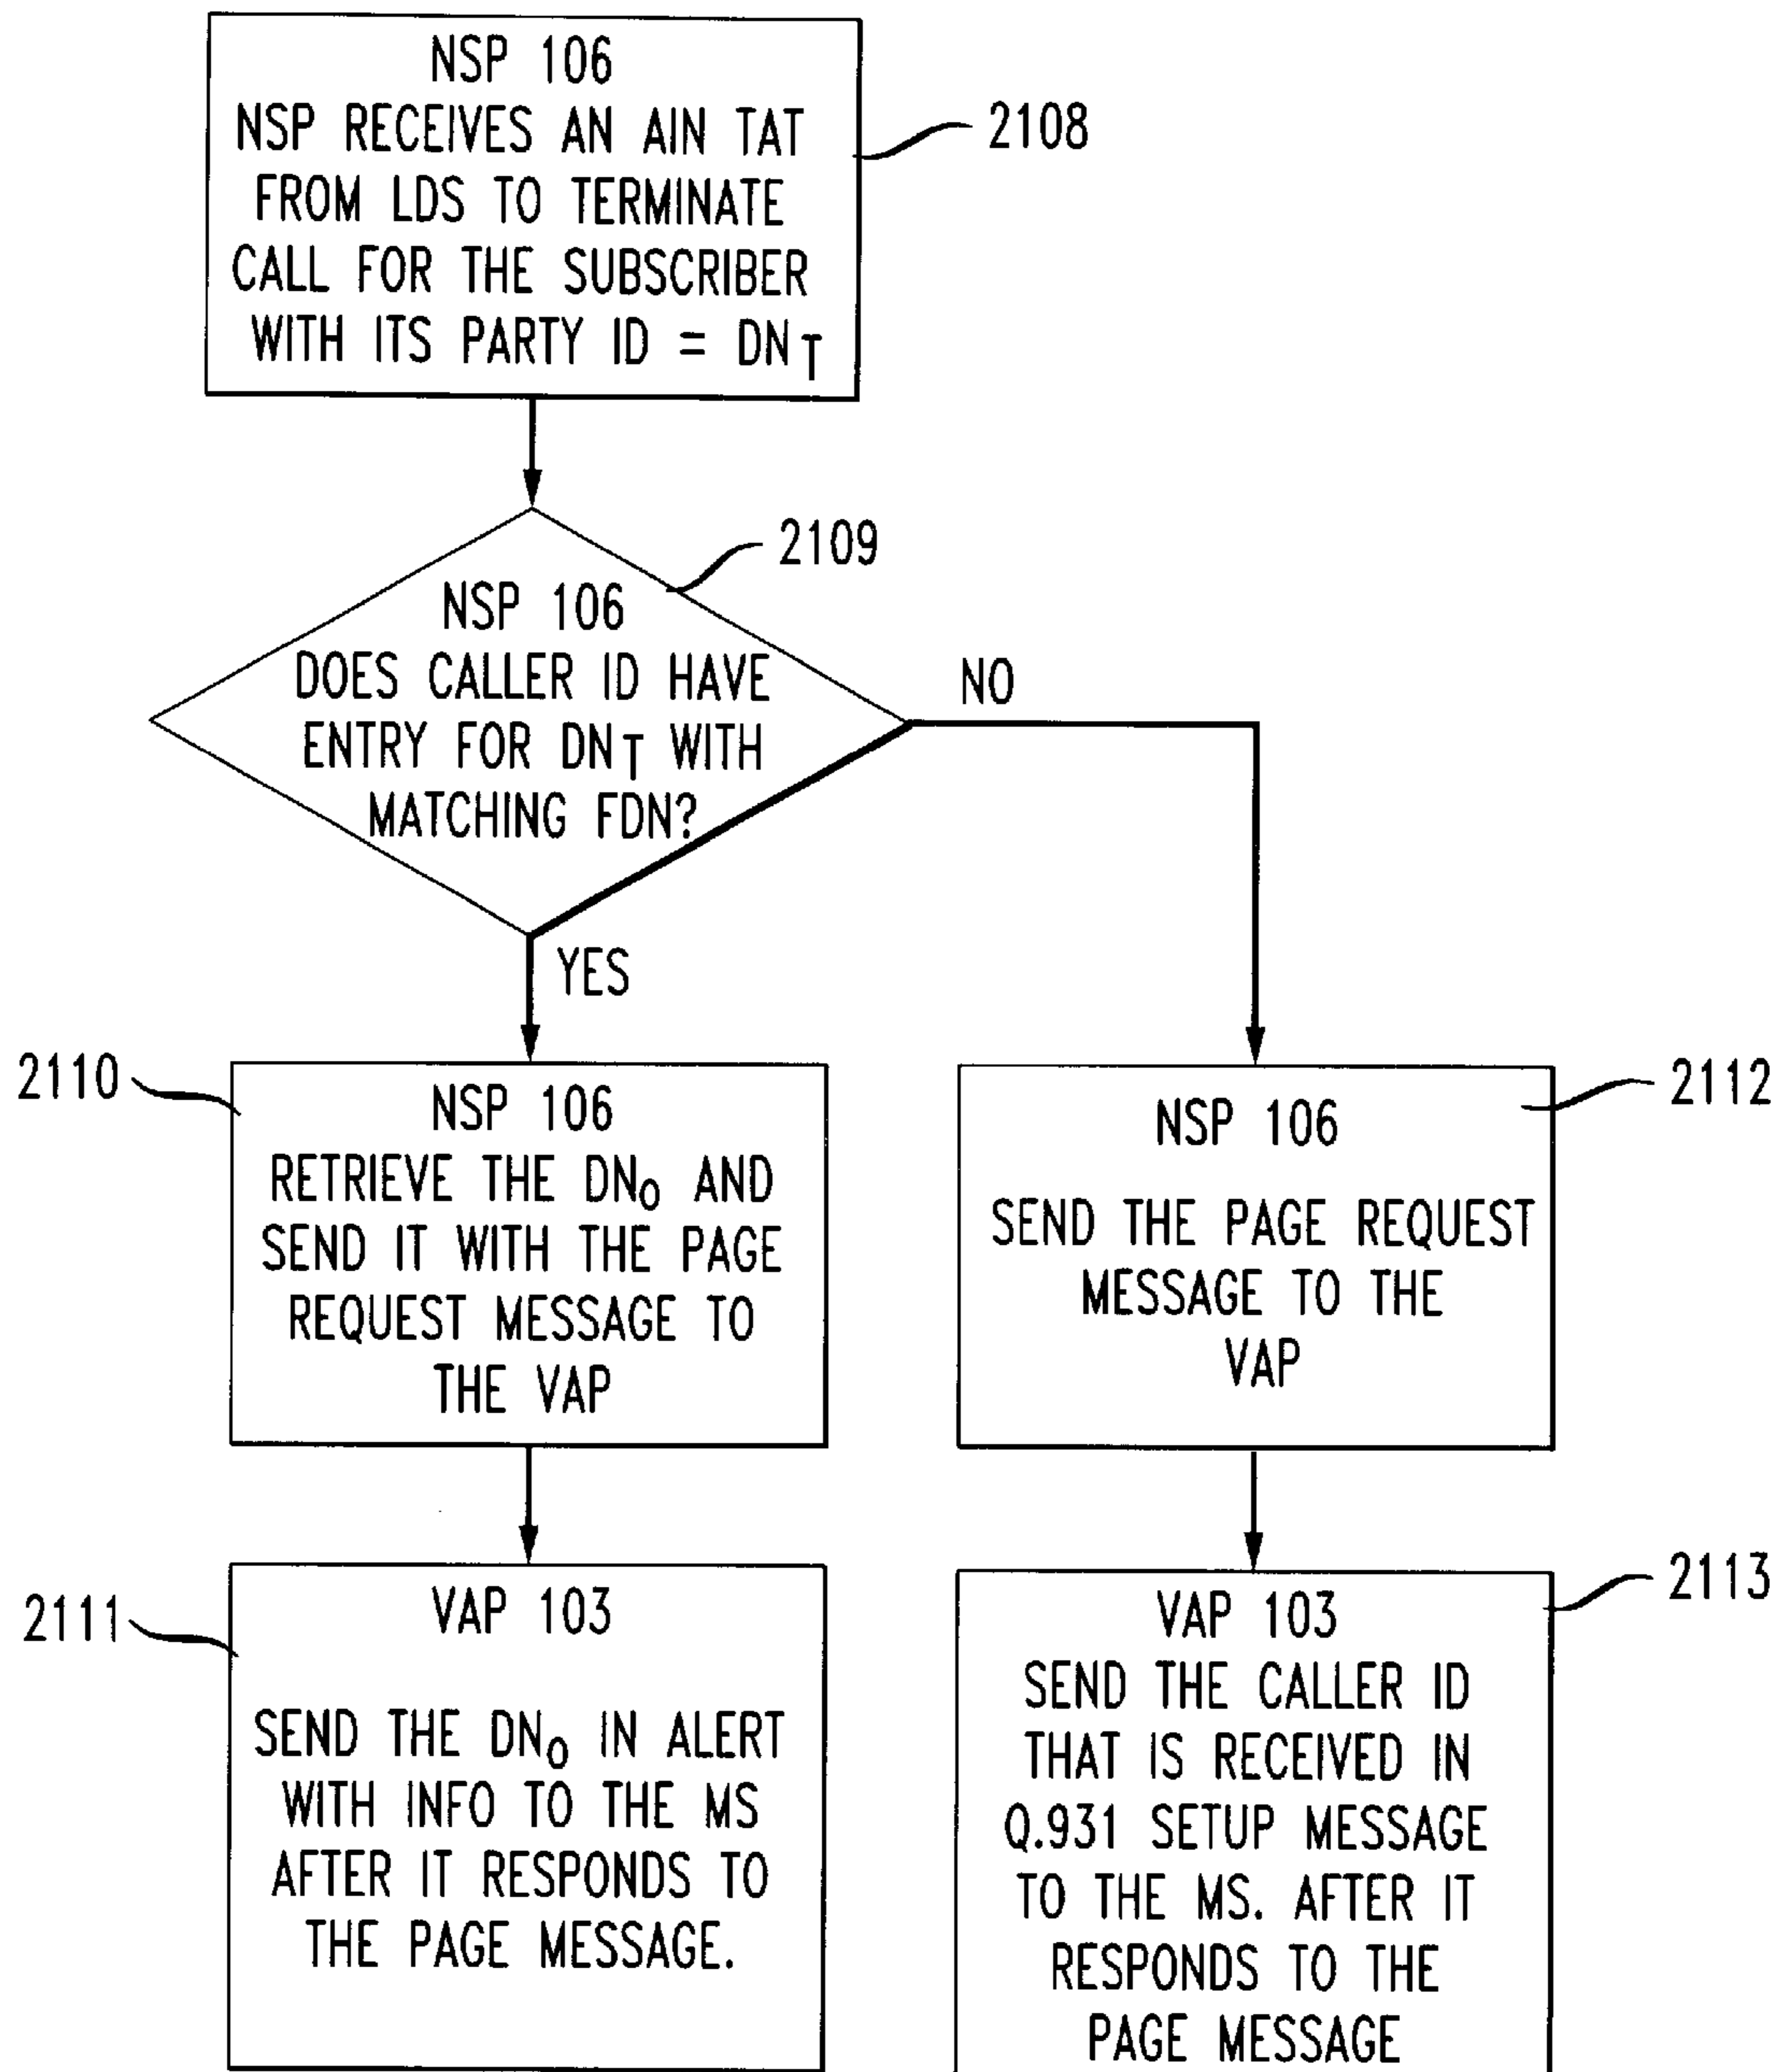 NSP 106
NSP RECEIVES AN AIN TAT
FROM LDS TO TERMINATE
CALL FOR THE SUBSCRIBER
WITH ITS PARTY ID = DNT
2108
2109
NSP 106
DOES CALLER ID HAVE
ENTRY FOR DNT WITH
MATCHING FDN?
NO
YES
2110
NSP 106
RETRIEVE THE DNO AND
SEND IT WITH THE PAGE
REQUEST MESSAGE TO
THE VAP
2112
NSP 106
SEND THE PAGE REQUEST
MESSAGE TO THE
VAP
2111
VAP 103
SEND THE DNO IN ALERT
WITH INFO TO THE MS
AFTER IT RESPONDS TO
THE PAGE MESSAGE.
2113
VAP 103
SEND THE CALLER ID
THAT IS RECEIVED IN
Q.931 SETUP MESSAGE
TO THE MS. AFTER IT
RESPONDS TO THE
PAGE MESSAGE